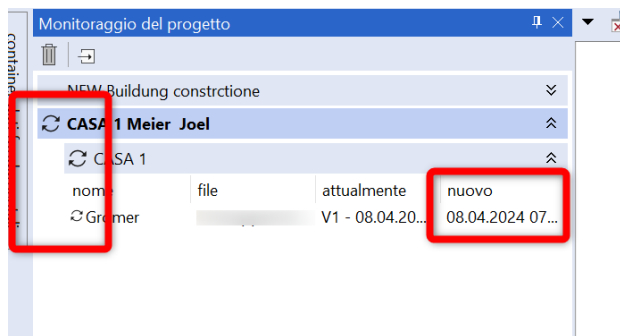 Monitoraggio del progetto
NEW Buildung constrctione
CASA 1 Meier Joel
CASA 1
nome file attualmente nuovo
Gromer V1 - 08.04.20... 08.04.2024 07...